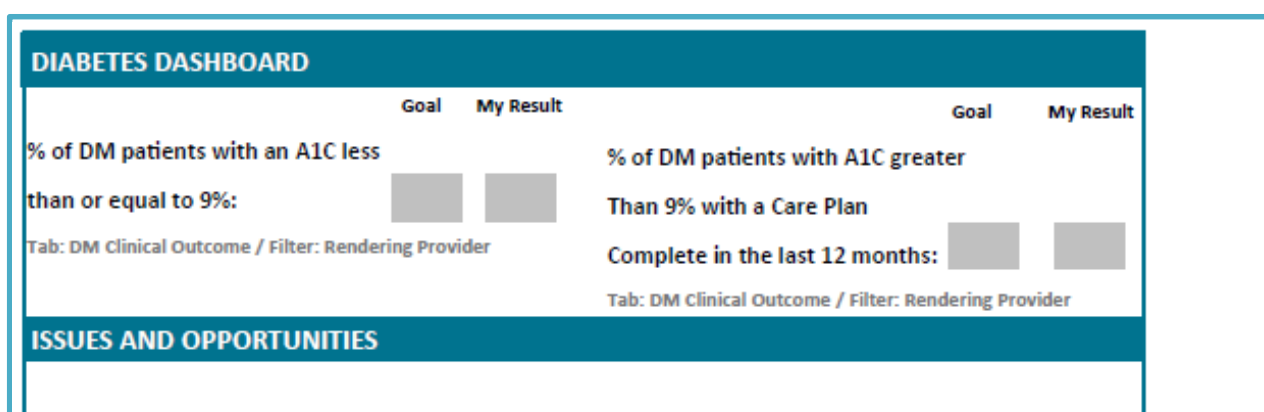 DIABETES DASHBOARD
Goal My Result
% of DM patients with an A1C less
than or equal to 9%:
Tab: DM Clinical Outcome / Filter: Rendering Provider
Goal My Result
% of DM patients with A1C greater
Than 9% with a Care Plan
Complete in the last 12 months:
Tab: DM Clinical Outcome / Filter: Rendering Provider
ISSUES AND OPPORTUNITIES